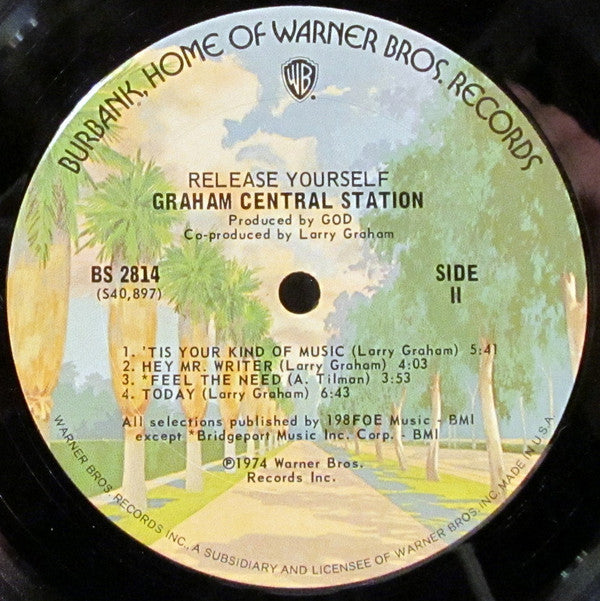 BURBANK, HOME OF WARNER BROS. RECORDS
WB
RELEASE YOURSELF
GRAHAM CENTRAL STATION
Produced by GOD
Co-produced by Larry Graham
BS 2814
(S40,897)
SIDE
II
1. 'TIS YOUR KIND OF MUSIC (Larry Graham) 5:41
2. HEY MR. WRITER (Larry Graham) 4:03
3. *FEEL THE NEED (A. Tilman) 3:53
4. TODAY (Larry Graham) 6:43
All selections published by 198FOE Music - BMI
except *Bridgeport Music Inc. Corp. - BMI
℗1974 Warner Bros.
Records Inc.
WARNER BROS. RECORDS INC., A SUBSIDIARY AND LICENSEE OF WARNER BROS. INC. MADE IN U.S.A.